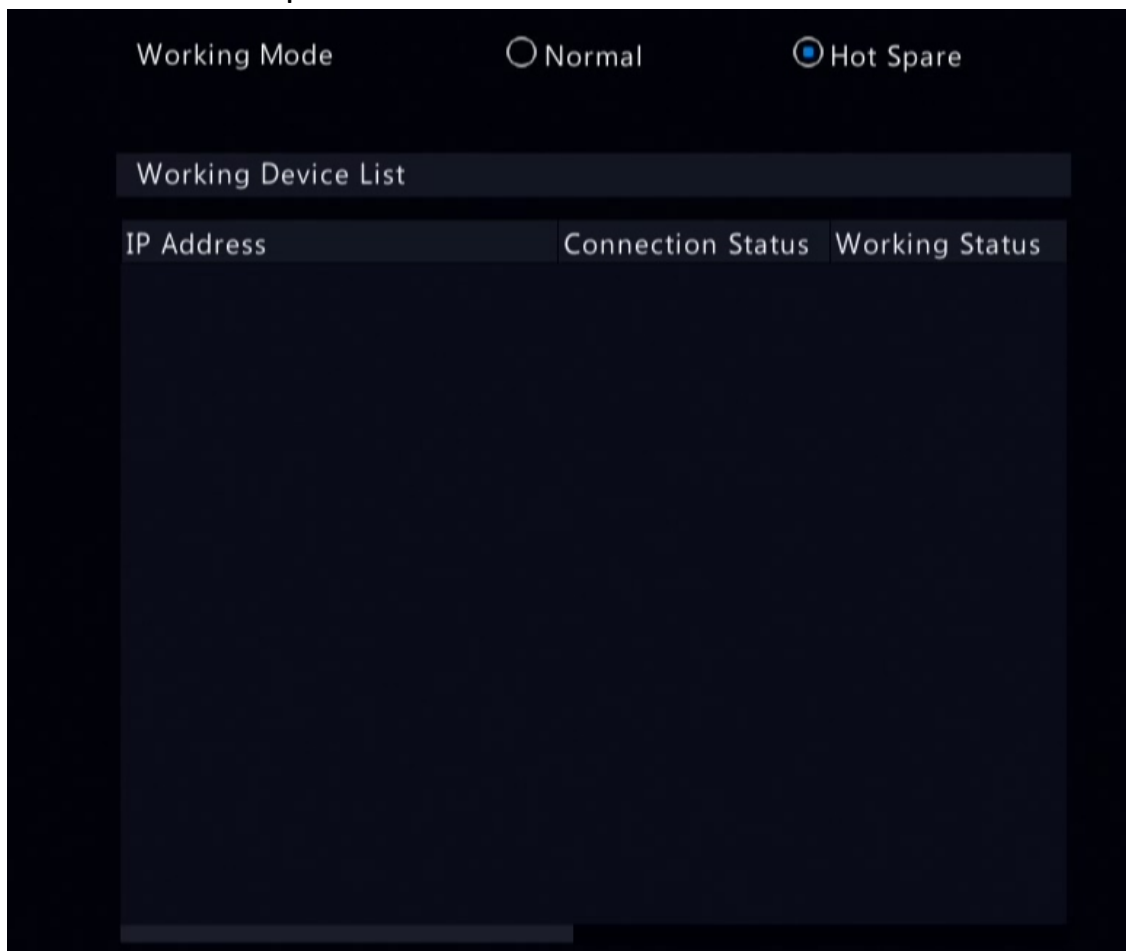 Working Mode Normal Hot Spare
Working Device List
IP Address Connection Status Working Status